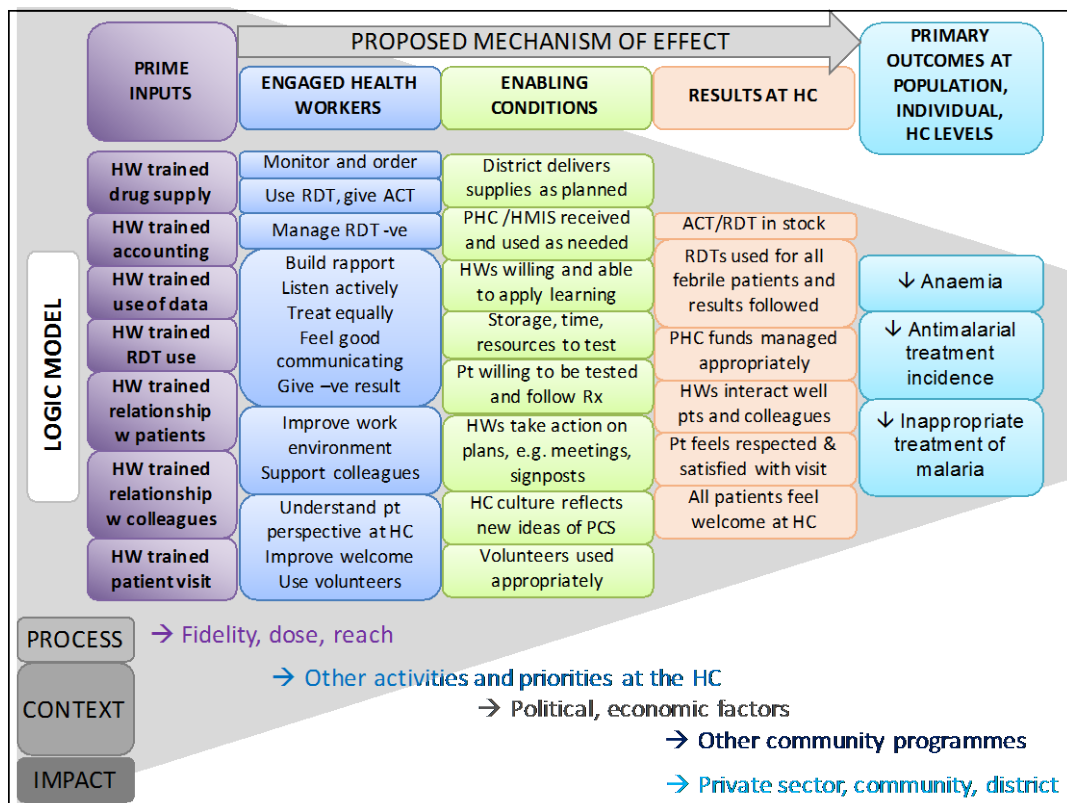 PROPOSED MECHANISM OF EFFECT
PRIME
INPUTS
ENGAGED HEALTH
WORKERS
ENABLING
CONDITIONS
RESULTS AT HC
PRIMARY
OUTCOMES AT
POPULATION,
INDIVIDUAL,
HC LEVELS
LOGIC MODEL
HW trained
drug supply
HW trained
accounting
HW trained
use of data
HW trained
RDT use
HW trained
relationship
w patients
HW trained
relationship
w colleagues
HW trained
patient visit
Monitor and order
Use RDT, give ACT
Manage RDT -ve
Build rapport
Listen actively
Treat equally
Feel good
communicating
Give –ve result
Improve work
environment
Support colleagues
Understand pt
perspective at HC
Improve welcome
Use volunteers
District delivers
supplies as planned
PHC /HMIS received
and used as needed
HWs willing and able
to apply learning
Storage, time,
resources to test
Pt willing to be tested
and follow Rx
HWs take action on
plans, e.g. meetings,
signposts
HC culture reflects
new ideas of PCS
Volunteers used
appropriately
ACT/RDT in stock
RDTs used for all
febrile patients and
results followed
PHC funds managed
appropriately
HWs interact well
pts and colleagues
Pt feels respected &
satisfied with visit
All patients feel
welcome at HC
↓ Anaemia
↓ Antimalarial
treatment
incidence
↓ Inappropriate
treatment of
malaria
PROCESS
→ Fidelity, dose, reach
CONTEXT
→ Other activities and priorities at the HC
→ Political, economic factors
→ Other community programmes
IMPACT
→ Private sector, community, district